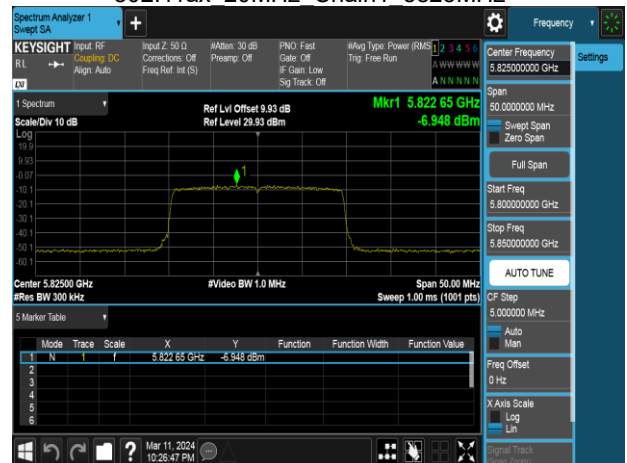 Spectrum Analyzer 1
Swept SA
+
Frequency
KEYSIGHT
RL
LXI
Input: RF
Coupling: DC
Align: Auto
Input Z: 50 Ω
Corrections: Off
Freq Ref: Int (S)
#Atten: 30 dB
Preamp: Off
PNO: Fast
Gate: Off
IF Gain: Low
Sig Track: Off
#Avg Type: Power (RMS
Trig: Free Run
1 2 3 4 5 6
A W W W W W
A N N N N N
Center Frequency
5.825000000 GHz
Settings
Span
50.0000000 MHz
Swept Span
Zero Span
Full Span
Start Freq
5.800000000 GHz
Stop Freq
5.850000000 GHz
AUTO TUNE
CF Step
5.000000 MHz
Auto
Man
Freq Offset
0 Hz
X Axis Scale
Log
Lin
Signal Track
(Span Zoom)
1 Spectrum
Scale/Div 10 dB
Ref Lvl Offset 9.93 dB
Ref Level 29.93 dBm
Mkr1 5.822 65 GHz
-6.948 dBm
Log
19.9
9.93
-0.07
-10.1
-20.1
-30.1
-40.1
-50.1
-60.1
1
Center 5.82500 GHz
#Res BW 300 kHz
#Video BW 1.0 MHz
Span 50.00 MHz
Sweep 1.00 ms (1001 pts)
5 Marker Table
Mode Trace Scale X Y Function Function Width Function Value
1 N 1 f 5.822 65 GHz -6.948 dBm
2
3
4
5
6
?
Mar 11, 2024
10:26:47 PM